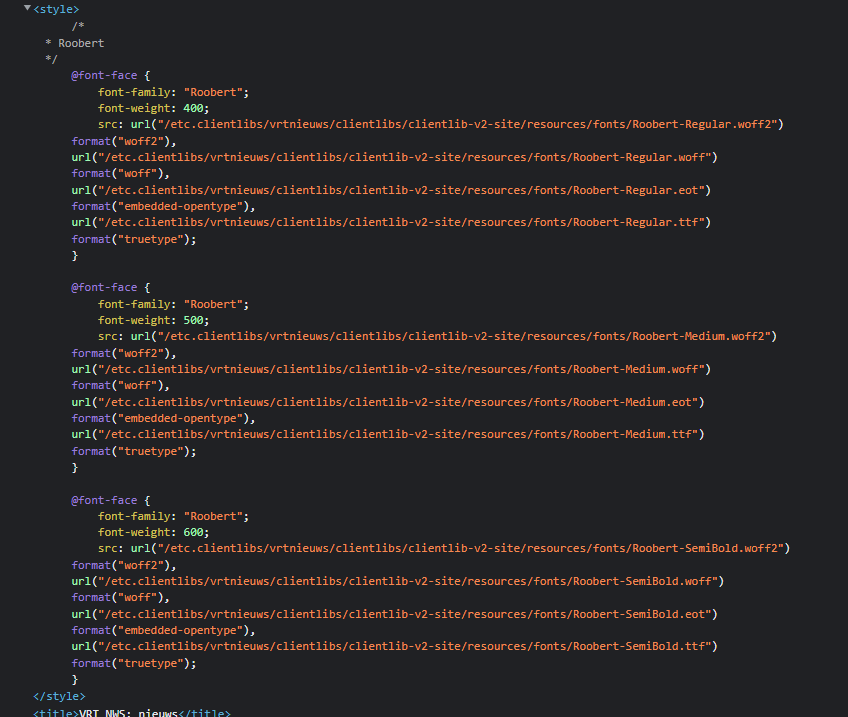 <style>
/*
* Roobert
*/
@font-face {
font-family: "Roobert";
font-weight: 400;
src: url("/etc.clientlibs/vrtnieuws/clientlibs/clientlib-v2-site/resources/fonts/Roobert-Regular.woff2")
format("woff2"),
url("/etc.clientlibs/vrtnieuws/clientlibs/clientlib-v2-site/resources/fonts/Roobert-Regular.woff")
format("woff"),
url("/etc.clientlibs/vrtnieuws/clientlibs/clientlib-v2-site/resources/fonts/Roobert-Regular.eot")
format("embedded-opentype"),
url("/etc.clientlibs/vrtnieuws/clientlibs/clientlib-v2-site/resources/fonts/Roobert-Regular.ttf")
format("truetype");
}
@font-face {
font-family: "Roobert";
font-weight: 500;
src: url("/etc.clientlibs/vrtnieuws/clientlibs/clientlib-v2-site/resources/fonts/Roobert-Medium.woff2")
format("woff2"),
url("/etc.clientlibs/vrtnieuws/clientlibs/clientlib-v2-site/resources/fonts/Roobert-Medium.woff")
format("woff"),
url("/etc.clientlibs/vrtnieuws/clientlibs/clientlib-v2-site/resources/fonts/Roobert-Medium.eot")
format("embedded-opentype"),
url("/etc.clientlibs/vrtnieuws/clientlibs/clientlib-v2-site/resources/fonts/Roobert-Medium.ttf")
format("truetype");
}
@font-face {
font-family: "Roobert";
font-weight: 600;
src: url("/etc.clientlibs/vrtnieuws/clientlibs/clientlib-v2-site/resources/fonts/Roobert-SemiBold.woff2")
format("woff2"),
url("/etc.clientlibs/vrtnieuws/clientlibs/clientlib-v2-site/resources/fonts/Roobert-SemiBold.woff")
format("woff"),
url("/etc.clientlibs/vrtnieuws/clientlibs/clientlib-v2-site/resources/fonts/Roobert-SemiBold.eot")
format("embedded-opentype"),
url("/etc.clientlibs/vrtnieuws/clientlibs/clientlib-v2-site/resources/fonts/Roobert-SemiBold.ttf")
format("truetype");
}
</style>
<title>VRT NWS: nieuws</title>